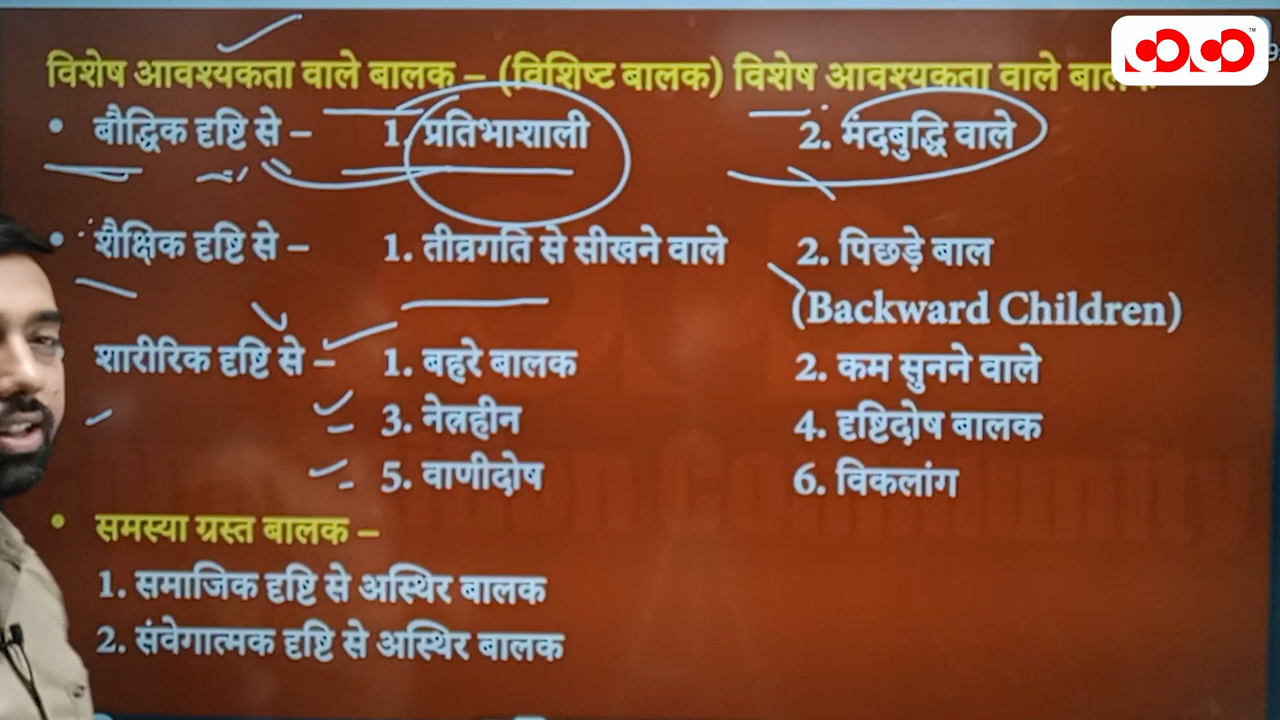 विशेष आवश्यकता वाले बालक – (विशिष्ट बालक) विशेष आवश्यकता वाले
• बौद्धिक दृष्टि से – 1. प्रतिभाशाली 2. मंदबुद्धि वाले
• शैक्षिक दृष्टि से – 1. तीव्रगति से सीखने वाले 2. पिछड़े बाल
(Backward Children)
शारीरिक दृष्टि से – 1. बहरे बालक 2. कम सुनने वाले
3. नेत्रहीन 4. दृष्टिदोष बालक
5. वाणीदोष 6. विकलांग
• समस्या ग्रस्त बालक –
1. समाजिक दृष्टि से अस्थिर बालक
2. संवेगात्मक दृष्टि से अस्थिर बालक